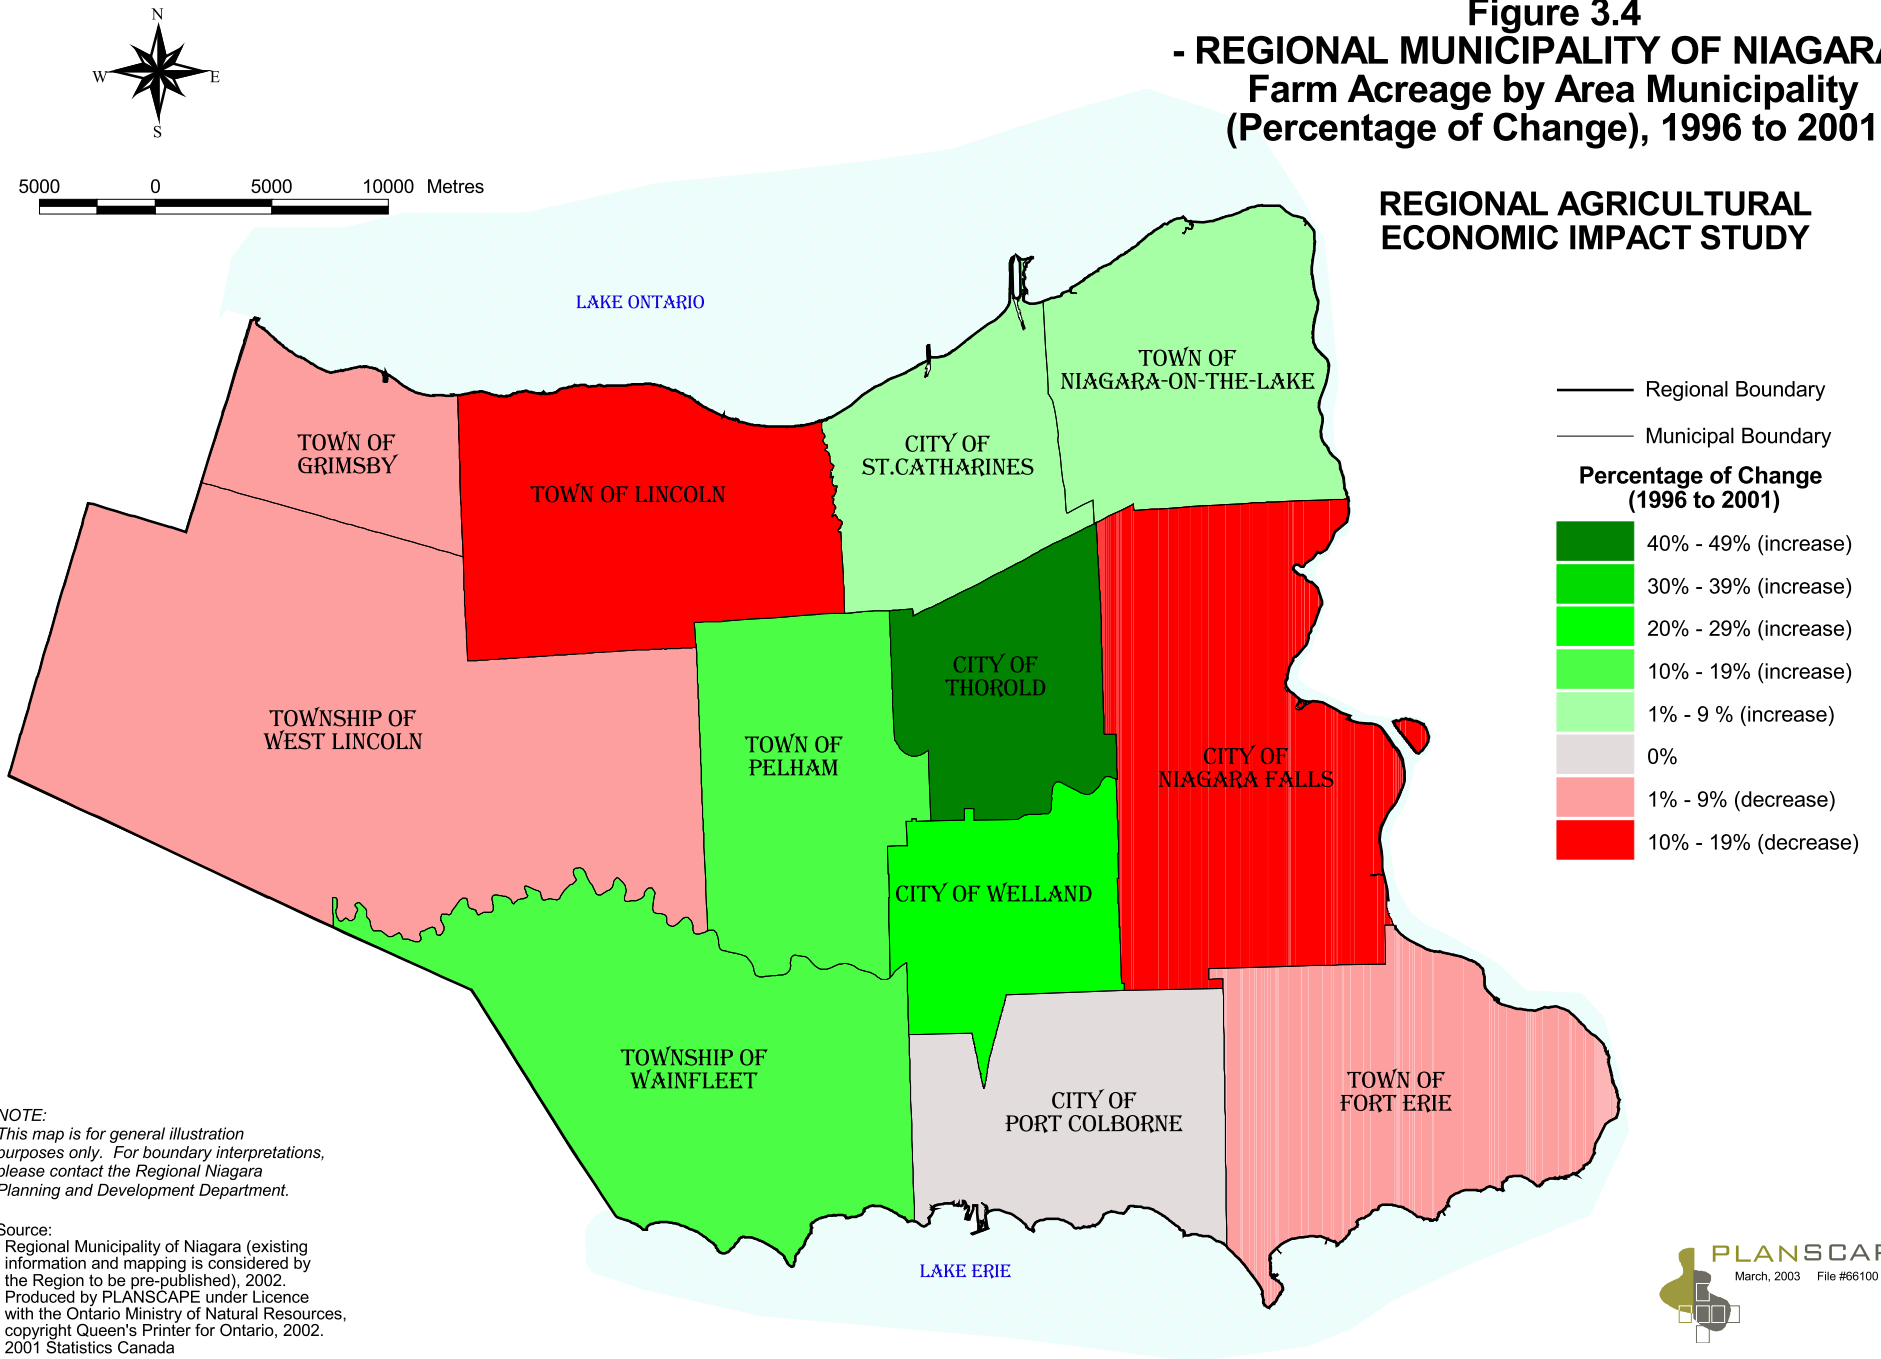 Figure 3.4
- REGIONAL MUNICIPALITY OF NIAGARA
Farm Acreage by Area Municipality
(Percentage of Change), 1996 to 2001
REGIONAL AGRICULTURAL
ECONOMIC IMPACT STUDY
N
W
E
S
5000 0 5000 10000 Metres
LAKE ONTARIO
TOWN OF
NIAGARA-ON-THE-LAKE
TOWN OF
GRIMSBY
TOWN OF LINCOLN
CITY OF
ST.CATHARINES
CITY OF
THOROLD
TOWNSHIP OF
WEST LINCOLN
TOWN OF
PELHAM
CITY OF
NIAGARA FALLS
CITY OF WELLAND
TOWNSHIP OF
WAINFLEET
CITY OF
PORT COLBORNE
TOWN OF
FORT ERIE
LAKE ERIE
Regional Boundary
Municipal Boundary
Percentage of Change
(1996 to 2001)
40% - 49% (increase)
30% - 39% (increase)
20% - 29% (increase)
10% - 19% (increase)
1% - 9 % (increase)
0%
1% - 9% (decrease)
10% - 19% (decrease)
NOTE:
This map is for general illustration
purposes only. For boundary interpretations,
please contact the Regional Niagara
Planning and Development Department.
Source:
Regional Municipality of Niagara (existing
information and mapping is considered by
the Region to be pre-published), 2002.
Produced by PLANSCAPE under Licence
with the Ontario Ministry of Natural Resources,
copyright Queen's Printer for Ontario, 2002.
2001 Statistics Canada
PLANSCAP
March, 2003 File #66100